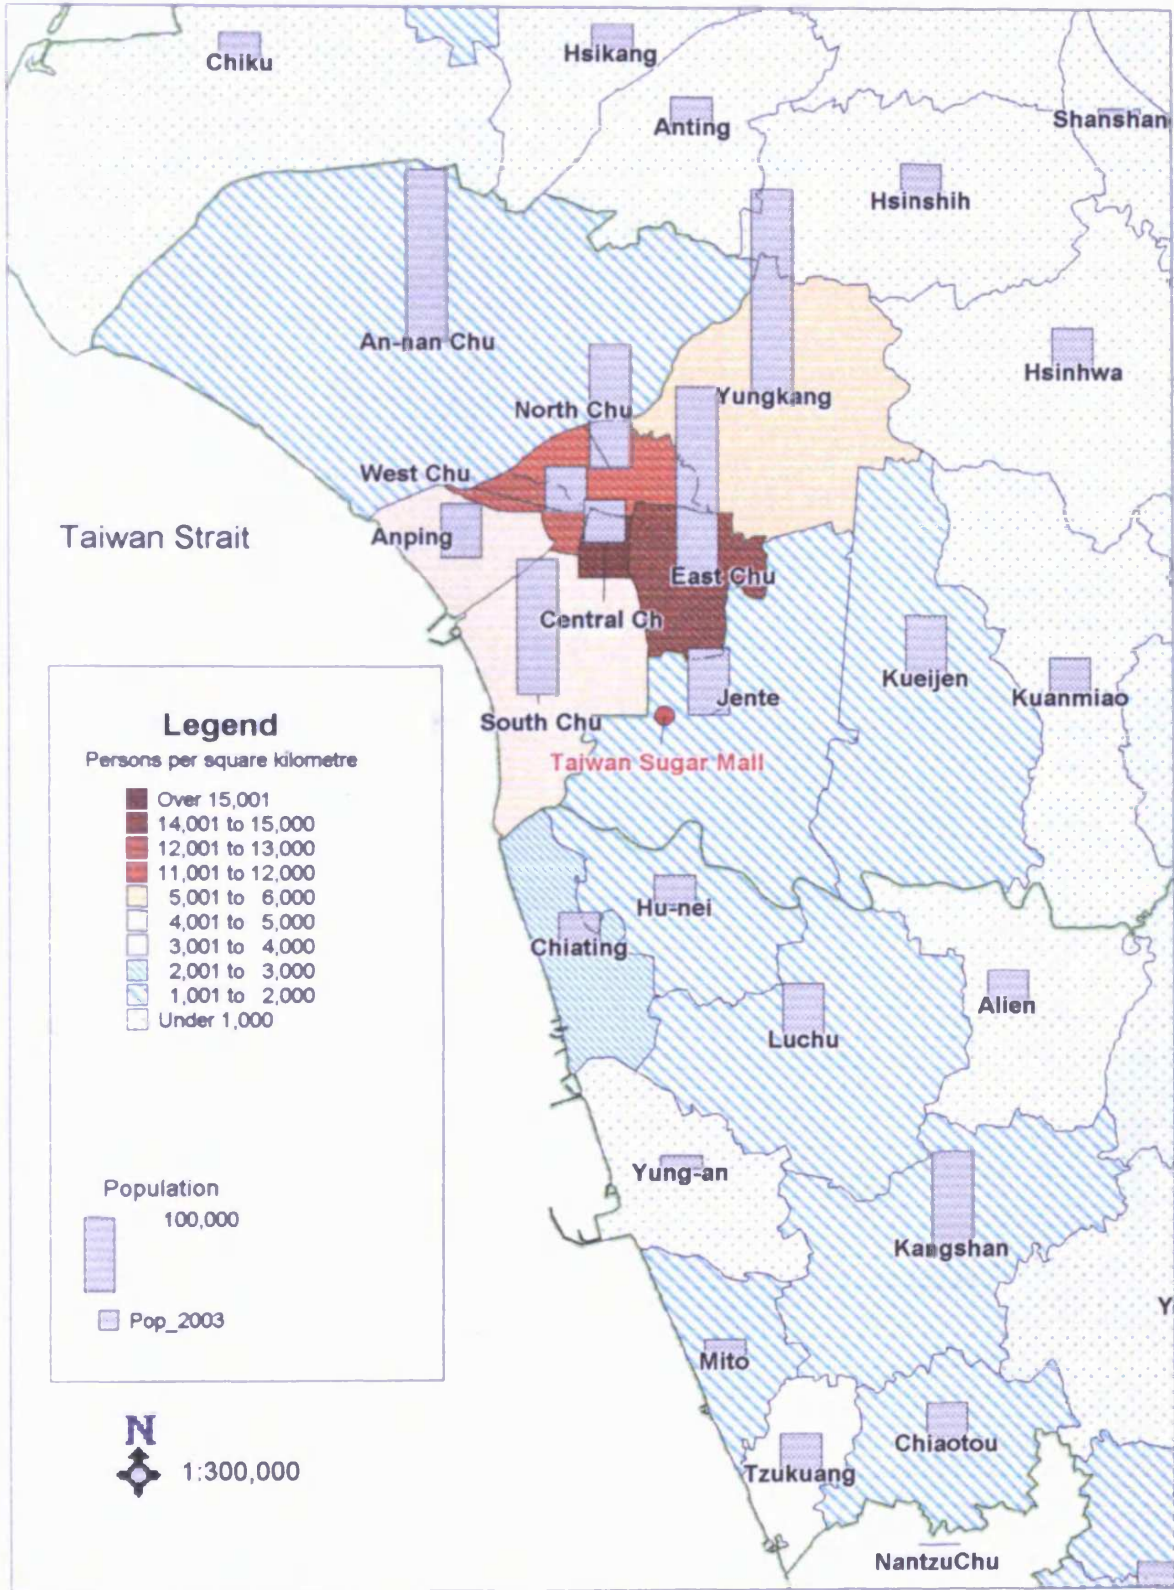 Chiku
Hsikang
Anting
Shanshan
Hsinshih
An-nan Chu
Hsinhwa
Yungkang
North Chu
West Chu
Anping
Taiwan Strait
East Chu
Central Ch
Kueijen
Kuanmiao
Jente
South Chu
Taiwan Sugar Mall
Legend
Persons per square kilometre
Over 15,001
14,001 to 15,000
12,001 to 13,000
11,001 to 12,000
5,001 to 6,000
4,001 to 5,000
3,001 to 4,000
2,001 to 3,000
1,001 to 2,000
Under 1,000
Hu-nei
Chiating
Alien
Luchu
Yung-an
Population
100,000
Pop_2003
Kangshan
Mito
N
1:300,000
Chiaotou
Tzukuang
NantzuChu